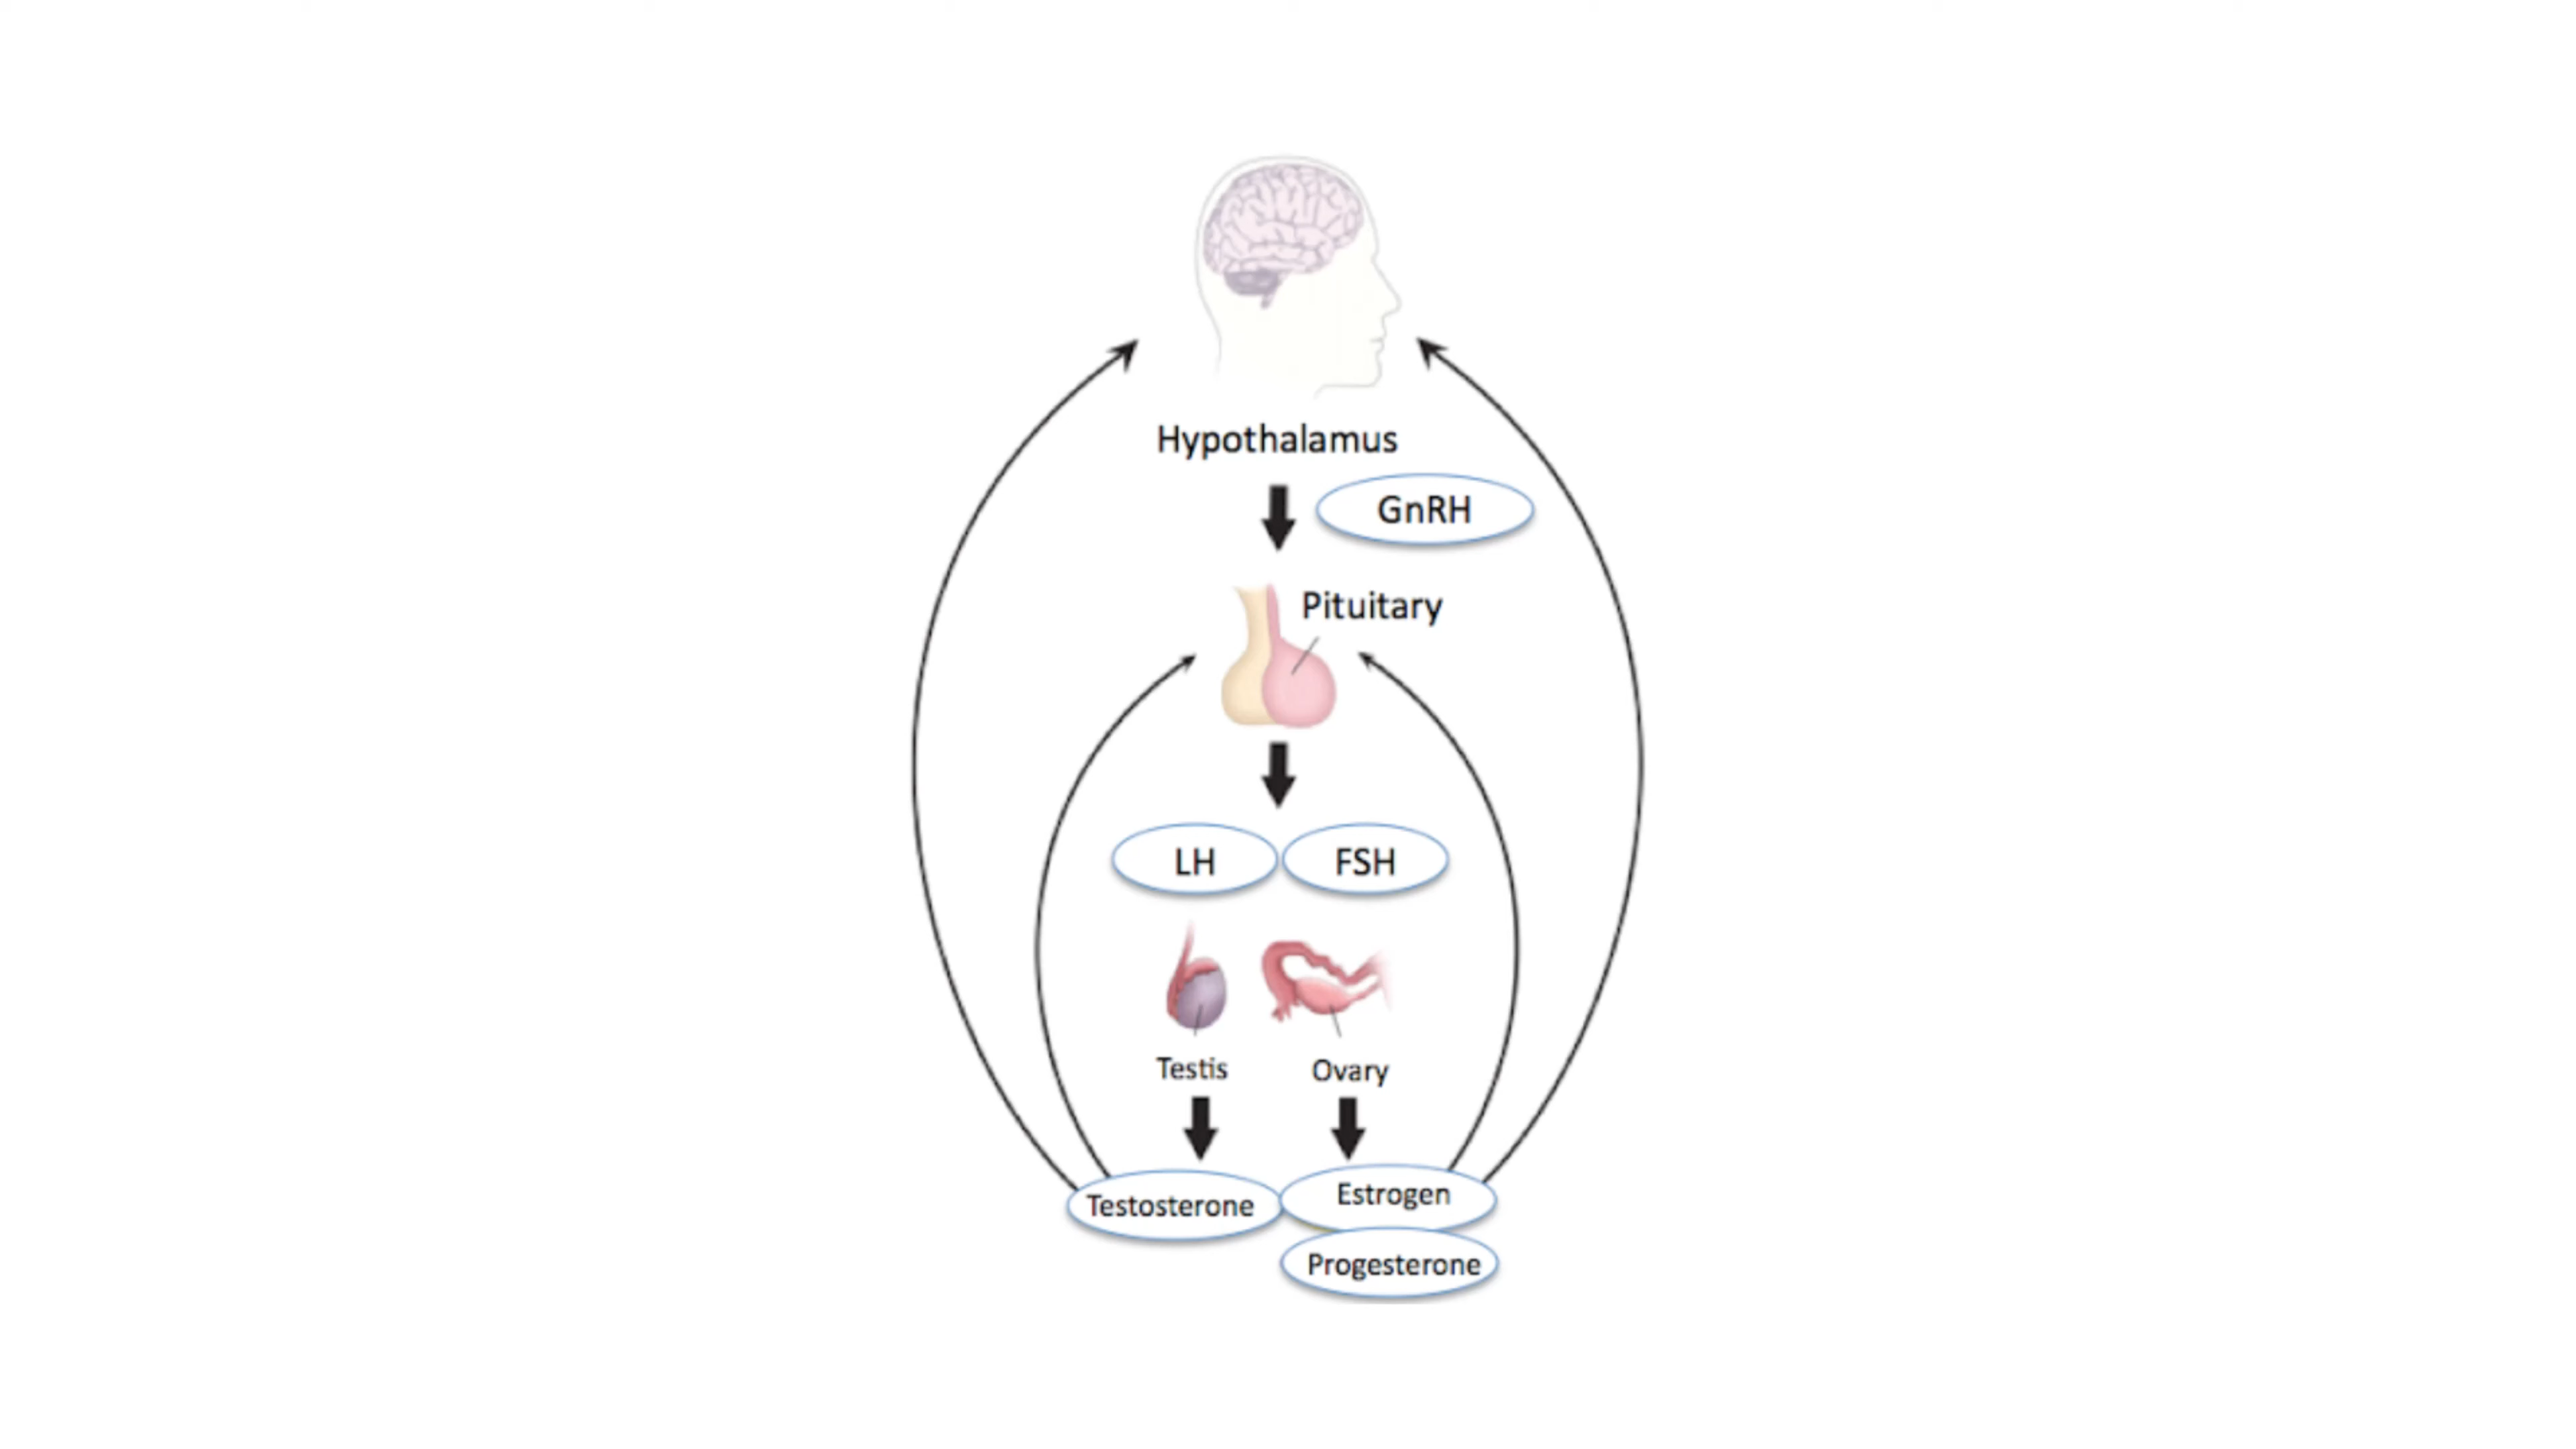 Hypothalamus
GnRH
Pituitary
LH
FSH
Testis
Ovary
Testosterone
Estrogen
Progesterone